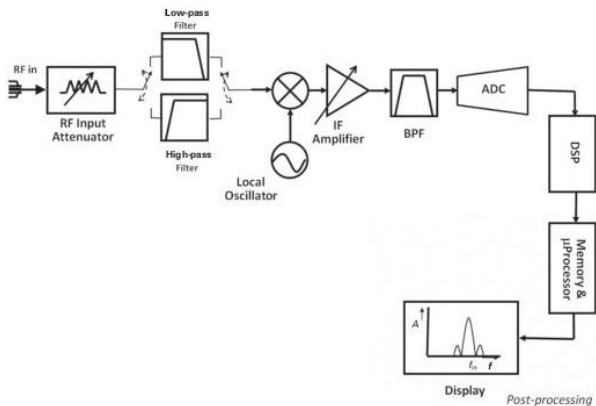 Low-pass
Filter
RF in
RF Input
Attenuator
High-pass
Filter
Local
Oscillator
IF
Amplifier
BPF
ADC
DSP
Memory &
μProcessor
A
fin
f
Display
Post-processing